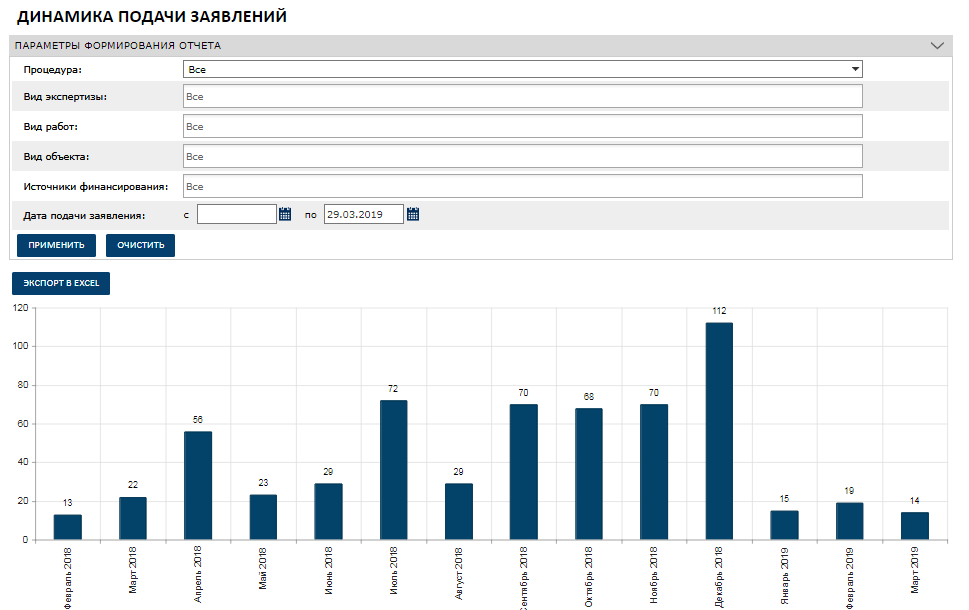 ДИНАМИКА ПОДАЧИ ЗАЯВЛЕНИЙ
ПАРАМЕТРЫ ФОРМИРОВАНИЯ ОТЧЕТА
Процедура: Все
Вид экспертизы: Все
Вид работ: Все
Вид объекта: Все
Источники финансирования: Все
Дата подачи заявления: с по 29.03.2019
ПРИМЕНИТЬ ОЧИСТИТЬ
ЭКСПОРТ В EXCEL
120
100
80
60
40
20
0
13
22
56
23
29
72
29
70
68
70
112
15
19
14
Февраль 2018
Март 2018
Апрель 2018
Май 2018
Июнь 2018
Июль 2018
Август 2018
Сентябрь 2018
Октябрь 2018
Ноябрь 2018
Декабрь 2018
Январь 2019
Февраль 2019
Март 2019